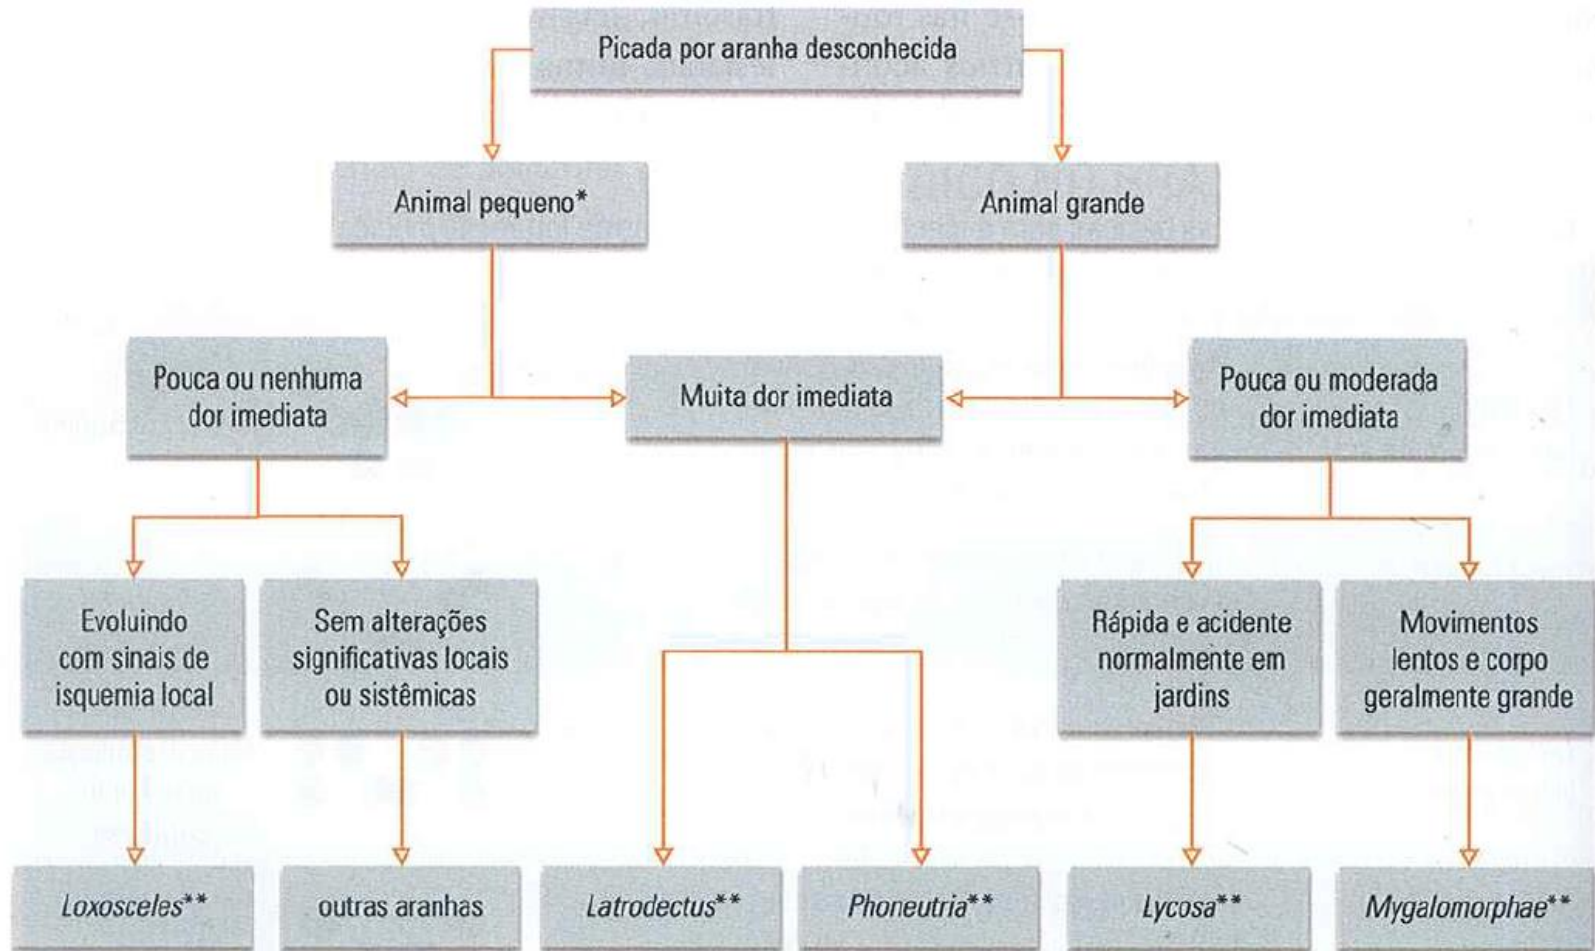 Picada por aranha desconhecida
Animal pequeno*
Animal grande
Pouca ou nenhuma
dor imediata
Muita dor imediata
Pouca ou moderada
dor imediata
Evoluindo
com sinais de
isquemia local
Sem alterações
significativas locais
ou sistêmicas
Rápida e acidente
normalmente em
jardins
Movimentos
lentos e corpo
geralmente grande
Loxosceles**
outras aranhas
Latrodectus**
Phoneutria**
Lycosa**
Mygalomorphae**